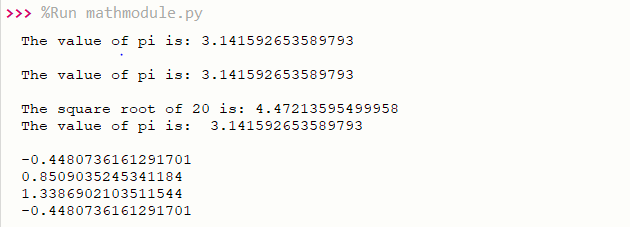 >>> %Run mathmodule.py
The value of pi is: 3.141592653589793
The value of pi is: 3.141592653589793
The square root of 20 is: 4.47213595499958
The value of pi is:  3.141592653589793
-0.4480736161291701
0.8509035245341184
1.3386902103511544
-0.4480736161291701